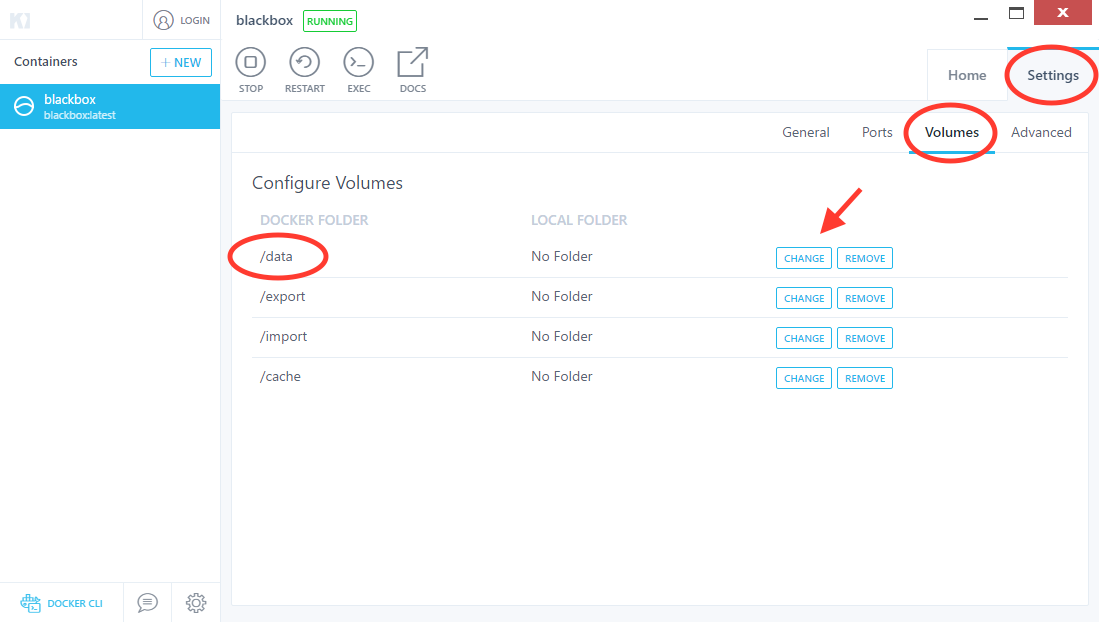 LOGIN
blackbox RUNNING
Containers
+ NEW
STOP RESTART EXEC DOCS
Home Settings
blackbox
blackbox:latest
General Ports Volumes Advanced
Configure Volumes
DOCKER FOLDER LOCAL FOLDER
/data No Folder CHANGE REMOVE
/export No Folder CHANGE REMOVE
/import No Folder CHANGE REMOVE
/cache No Folder CHANGE REMOVE
DOCKER CLI